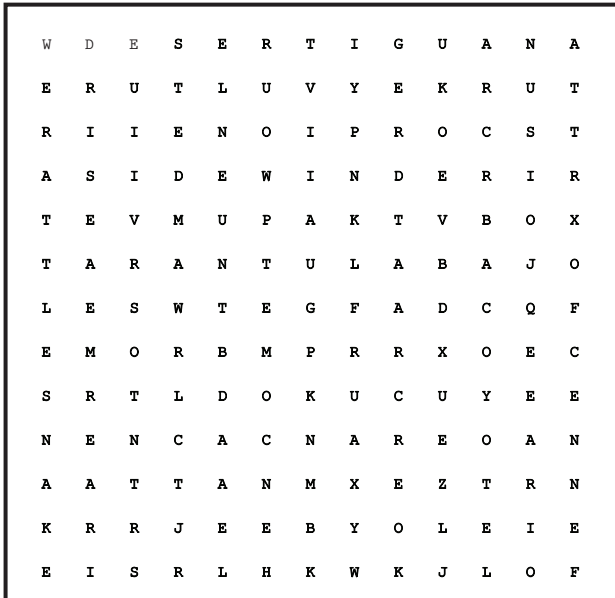 W D E S E R T I G U A N A
E R U T L U V Y E K R U T
R I I E N O I P R O C S T
A S I D E W I N D E R I R
T E V M U P A K T V B O X
T A R A N T U L A B A J O
L E S W T E G F A D C Q F
E M O R B M P R R X O E C
S R T L D O K U C U Y E E
N E N C A C N A R E O A N
A A T T A N M X E Z T R N
K R R J E E B Y O L E I E
E I S R L H K W K J L O F